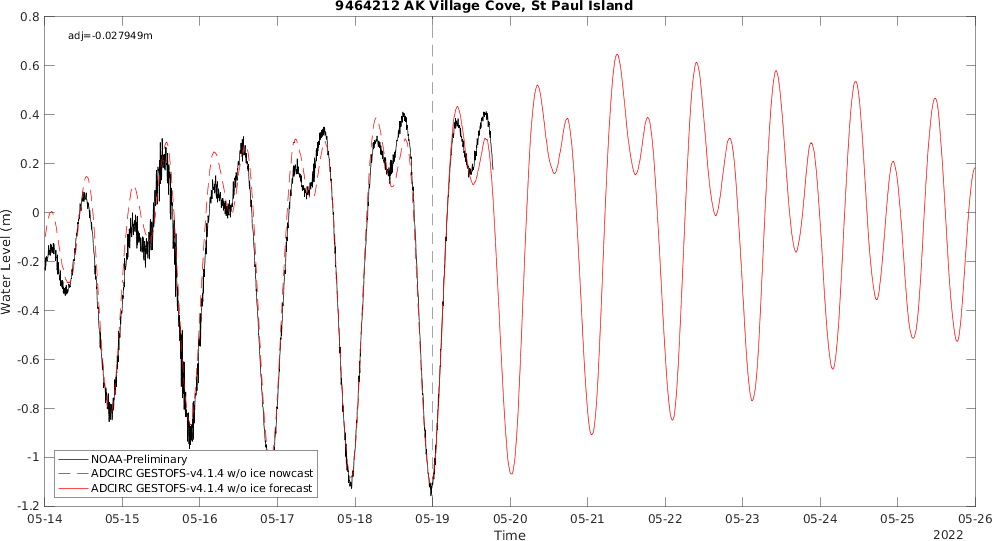 9464212 AK Village Cove, St Paul Island
adj=-0.027949m
0.8
0.6
0.4
0.2
0
-0.2
-0.4
-0.6
-0.8
-1
-1.2
Water Level (m)
NOAA-Preliminary
ADCIRC GESTOFS-v4.1.4 w/o ice nowcast
ADCIRC GESTOFS-v4.1.4 w/o ice forecast
05-14 05-15 05-16 05-17 05-18 05-19 05-20 05-21 05-22 05-23 05-24 05-25 05-26
Time
2022